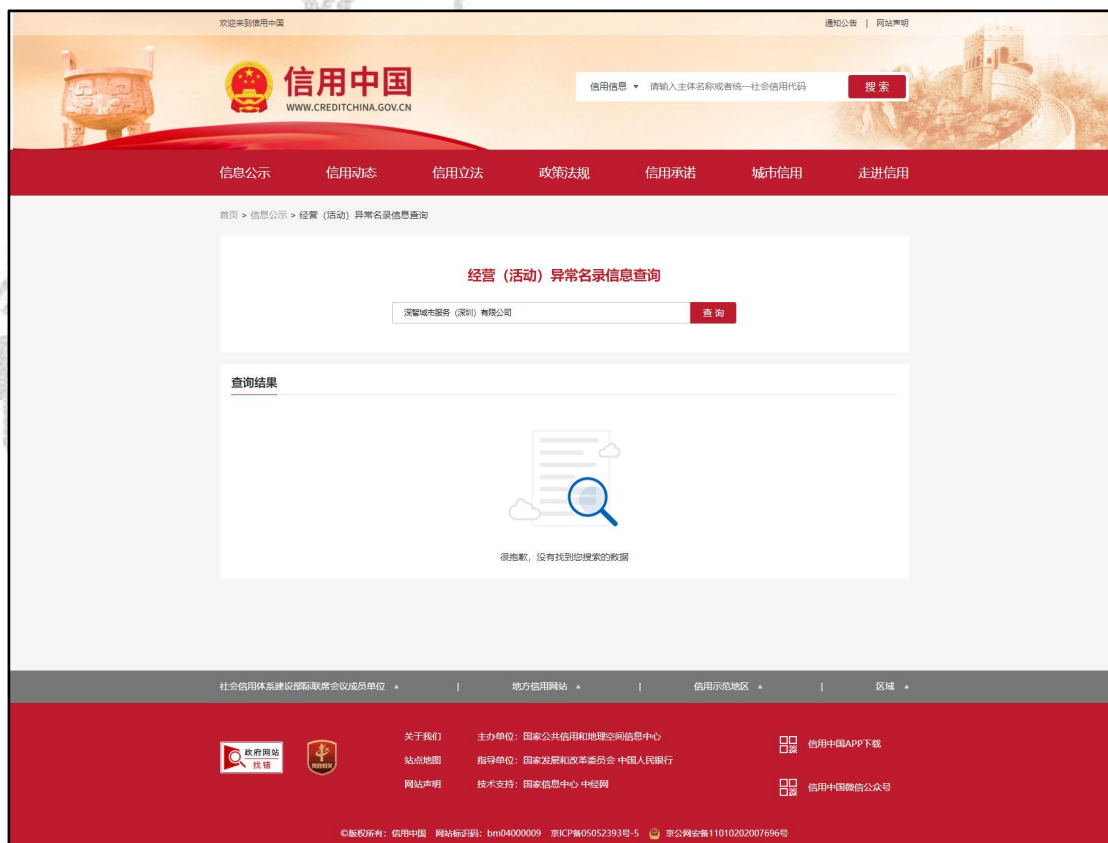 欢迎来到信用中国
通知公告 | 网站声明
信用中国
WWW.CREDITCHINA.GOV.CN
信用信息 ▼ 请输入主体名称或者统一社会信用代码 搜索
信息公示 信用动态 信用立法 政策法规 信用承诺 城市信用 走进信用
首页 > 信息公示 > 经营（活动）异常名录信息查询
经营（活动）异常名录信息查询
深智城市服务（深圳）有限公司 查询
查询结果
很抱歉，没有找到您搜索的数据
社会信用体系建设部际联席会议成员单位 ▲ | 地方信用网站 ▲ | 信用示范地区 ▲ | 区域 ▲
政府网站
找错
关于我们 主办单位：国家公共信用和地理空间信息中心
站点地图 指导单位：国家发展和改革委员会 中国人民银行
网站声明 技术支持：国家信息中心 中经网
信用中国APP下载
信用中国微信公众号
©版权所有：信用中国 网站标识码：bm04000009 京ICP备05052393号-5 京公网安备11010202007696号